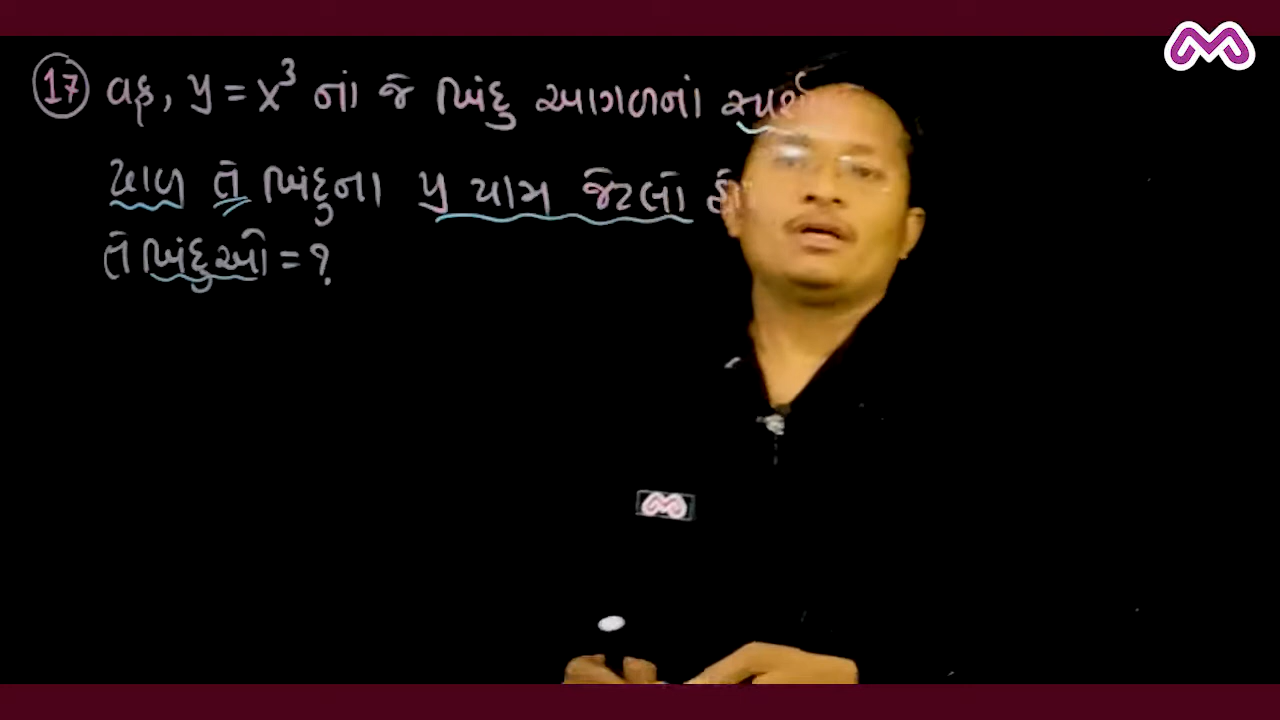 (17) વક્ર, y = x³ નાં જે બિંદુ આગળનાં
ઢાળ તે બિંદુના y યામ જેટલો
તે બિંદુઓ = ?